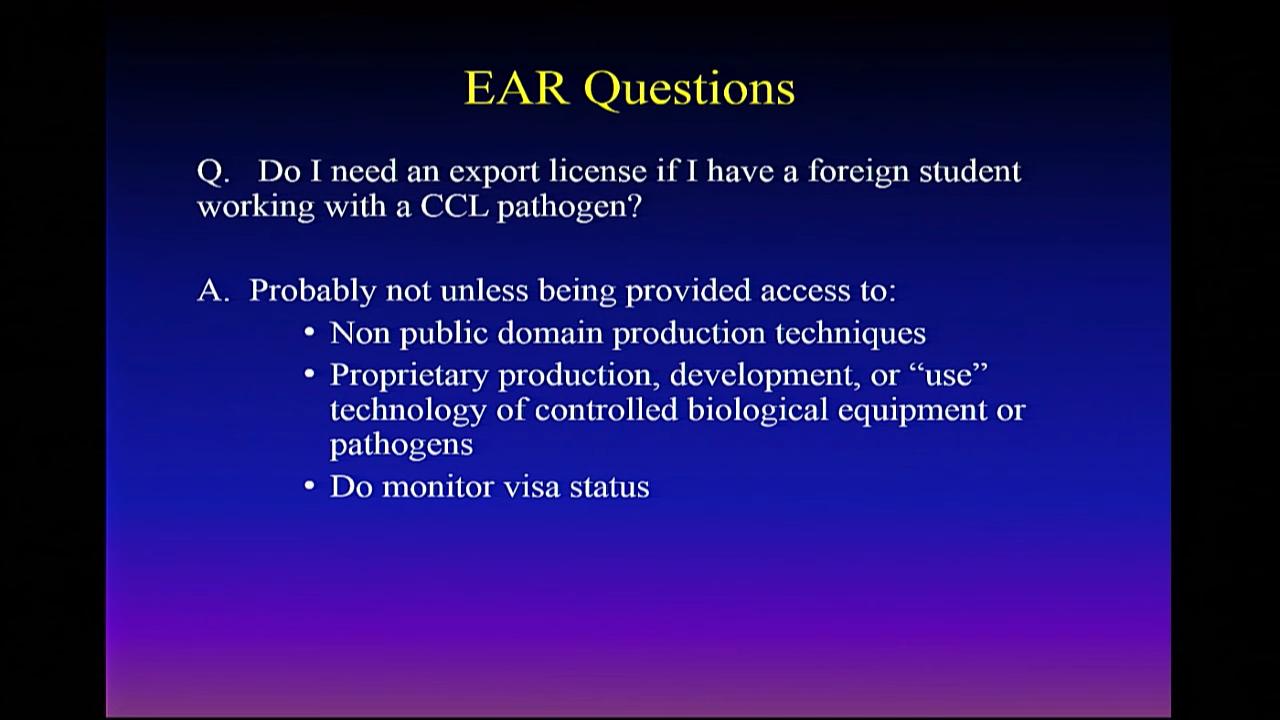 EAR Questions
Q. Do I need an export license if I have a foreign student
working with a CCL pathogen?
A. Probably not unless being provided access to:
• Non public domain production techniques
• Proprietary production, development, or “use”
technology of controlled biological equipment or
pathogens
• Do monitor visa status